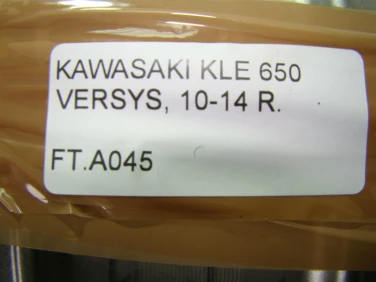 KAWASAKI KLE 650
VERSYS, 10-14 R.
FT.A045